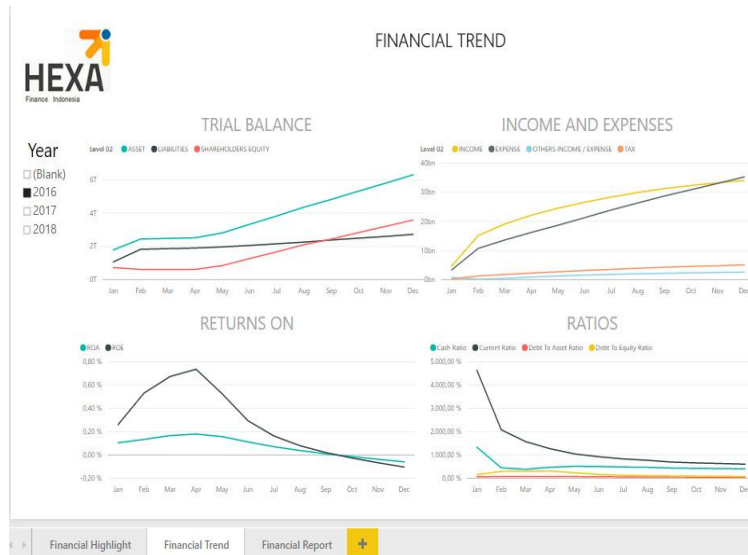 FINANCIAL TREND
HEXA
Finance Indonesia
Year
(Blank)
2016
2017
2018
TRIAL BALANCE
Level 02 ASSET LIABILITIES SHAREHOLDERS EQUITY
6T
4T
2T
0T
Jan Feb Mar Apr May Jun Jul Aug Sep Oct Nov Dec
INCOME AND EXPENSES
Level 02 INCOME EXPENSE OTHERS INCOME / EXPENSE TAX
40bn
30bn
20bn
10bn
0bn
Jan Feb Mar Apr May Jun Jul Aug Sep Oct Nov Dec
RETURNS ON
ROA ROE
0,80 %
0,60 %
0,40 %
0,20 %
0,00 %
-0,20 %
Jan Feb Mar Apr May Jun Jul Aug Sep Oct Nov Dec
RATIOS
Cash Ratio Current Ratio Debt To Asset Ratio Debt To Equity Ratio
5.000,00 %
4.000,00 %
3.000,00 %
2.000,00 %
1.000,00 %
0,00 %
Jan Feb Mar Apr May Jun Jul Aug Sep Oct Nov Dec
Financial Highlight Financial Trend Financial Report +